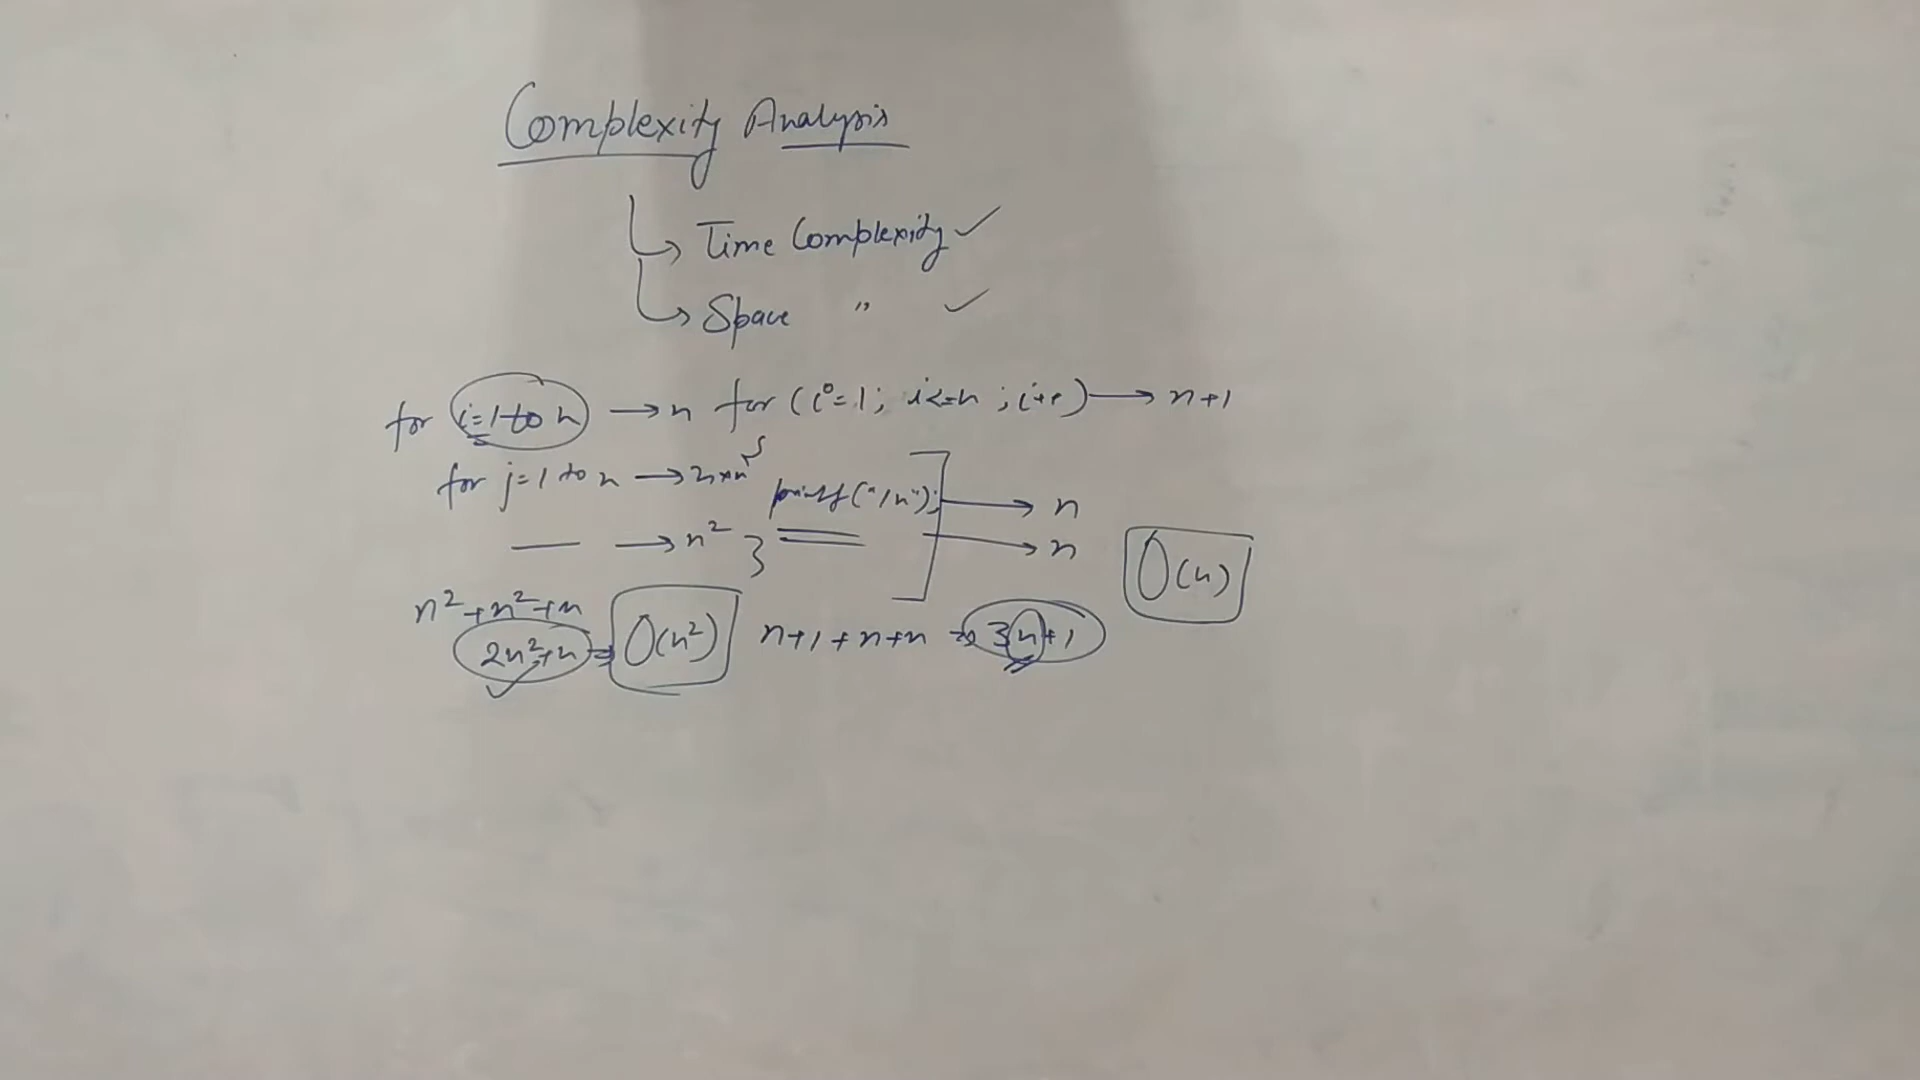 Complexity Analysis
↳ Time Complexity ✓
↳ Space " ✓
for i=1 to n → n
for j=1 to n → n×n
— → n²
n²+n²+n
2n²+n = O(n²)
for (i=1; i<=n; i++) → n+1
{
printf("/n"); → n
→ n
}
n+1+n+n ⇒ 3n+1
O(n)